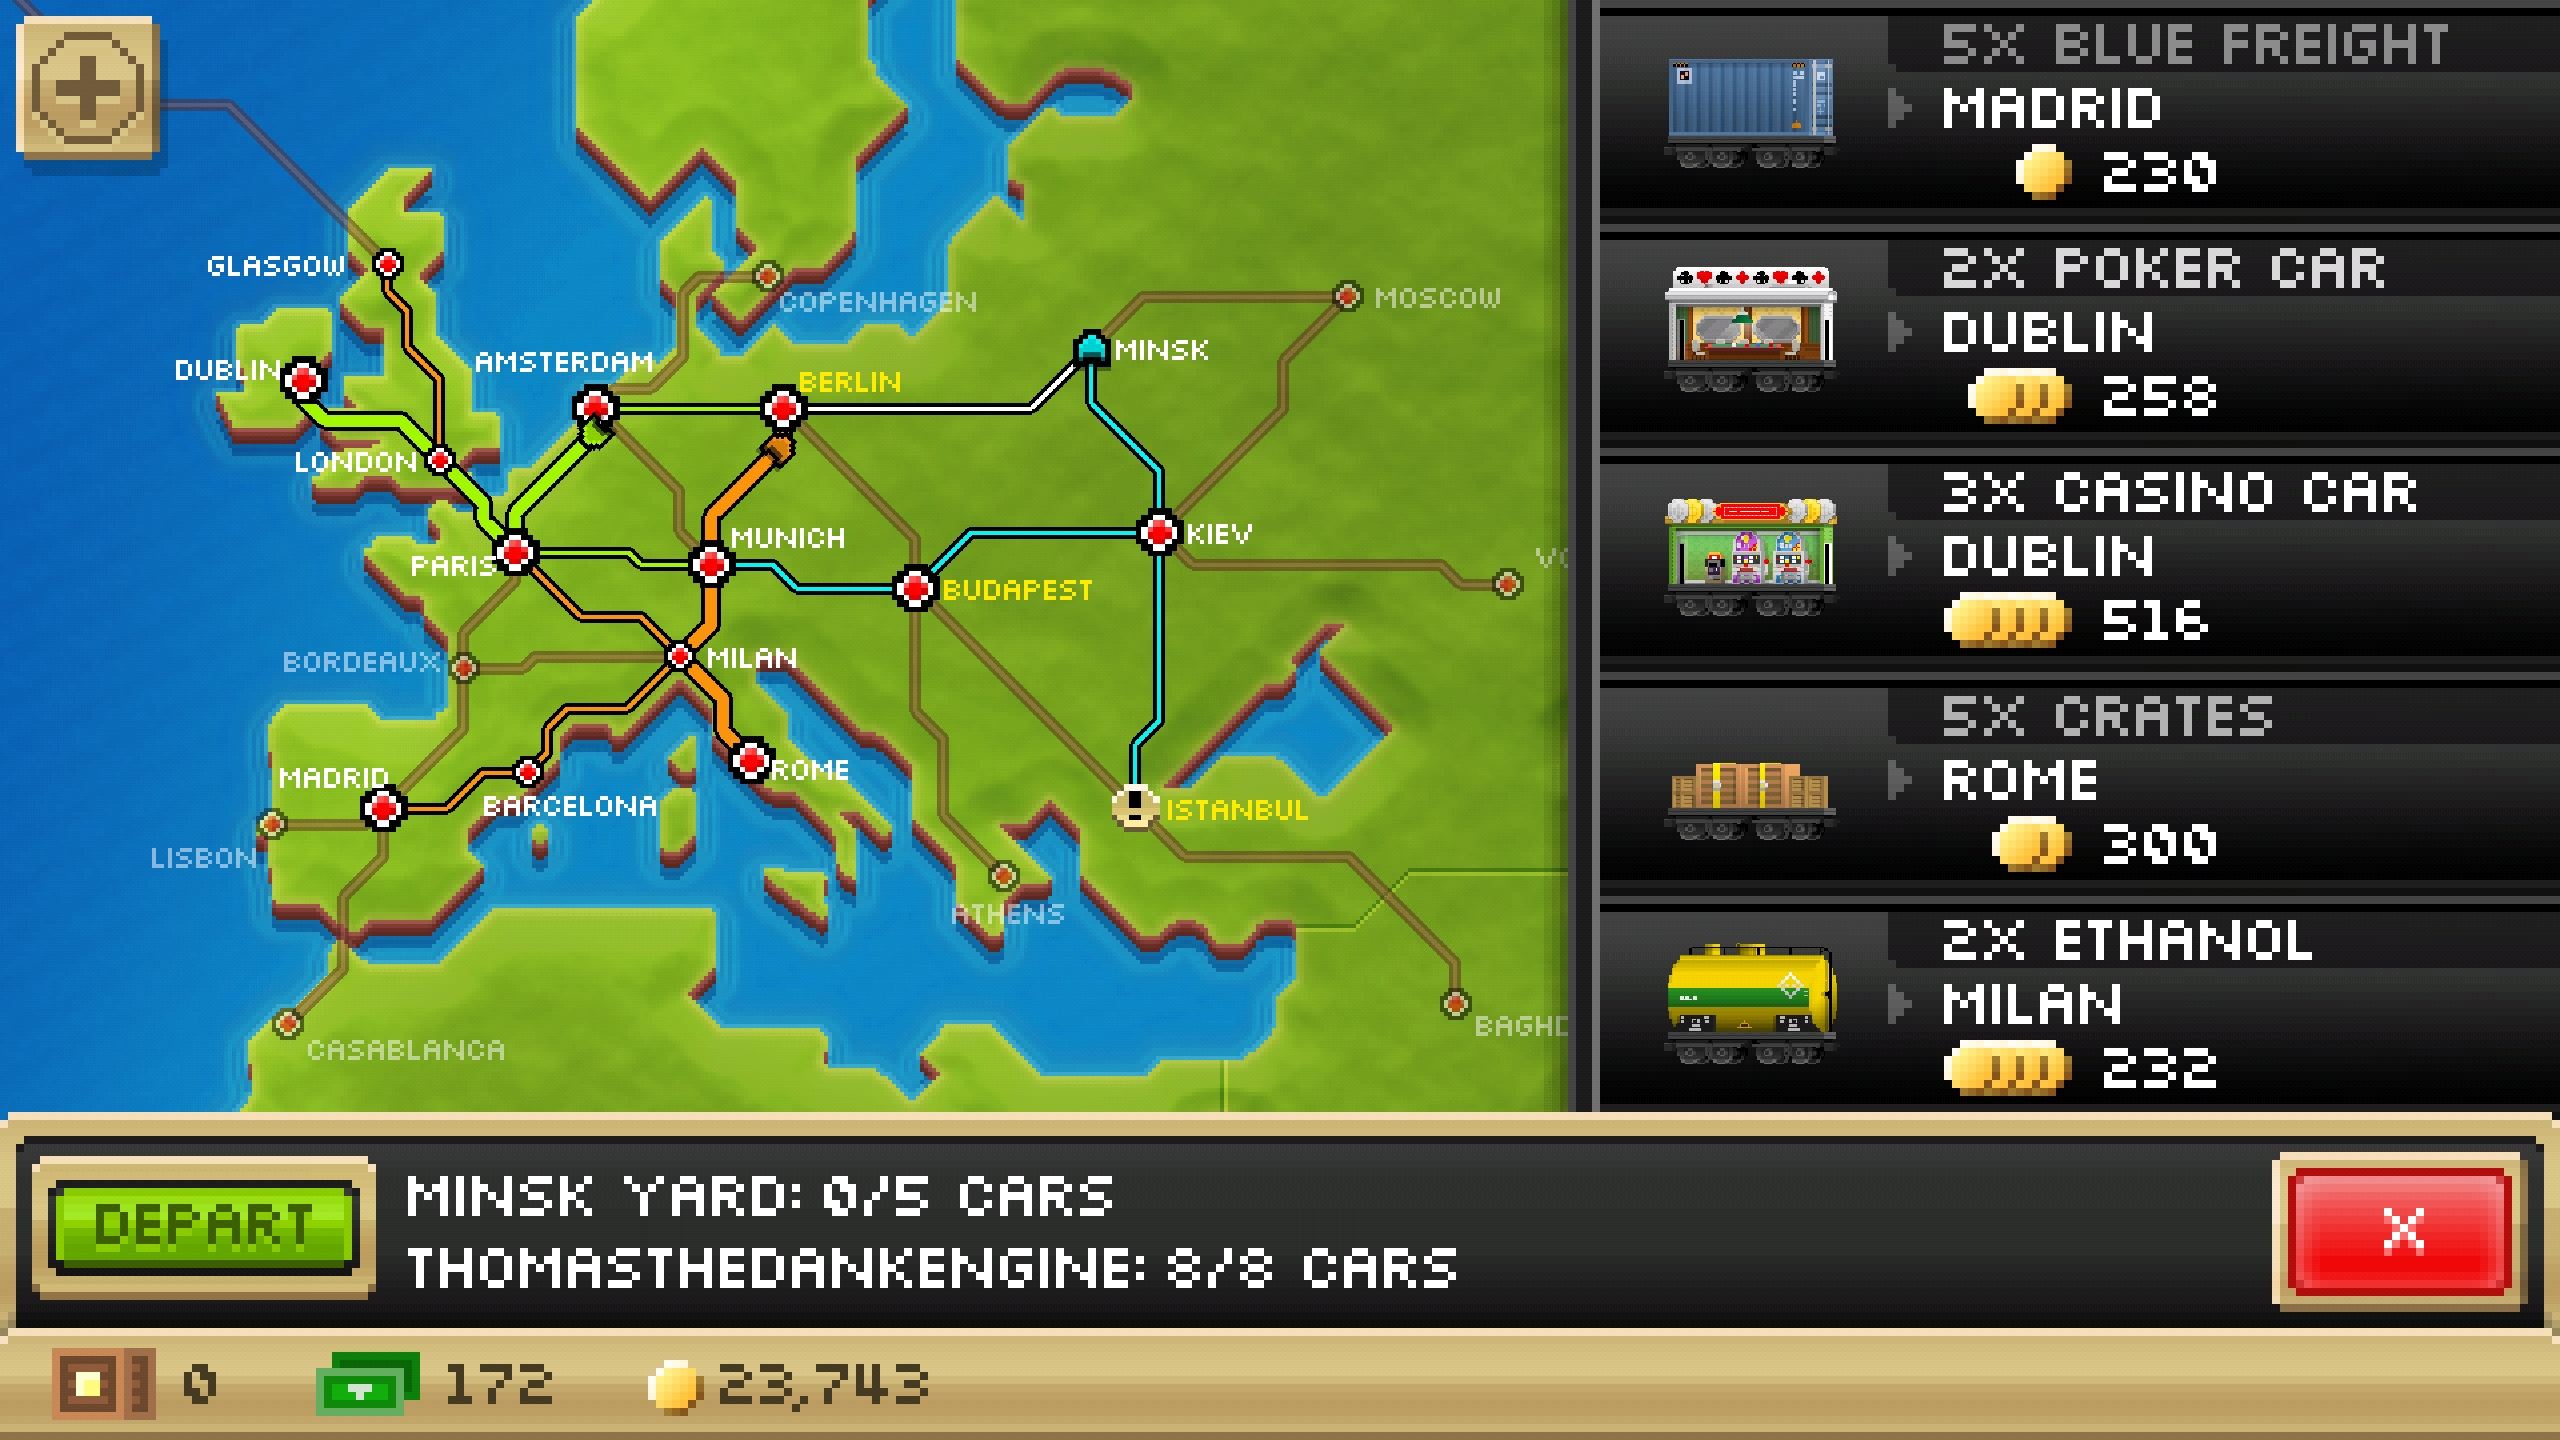 GLASGOW
DUBLIN
AMSTERDAM
COPENHAGEN
BERLIN
MINSK
MOSCOW
LONDON
PARIS
MUNICH
BUDAPEST
KIEV
VO
BORDEAUX
MILAN
MADRID
BARCELONA
ROME
ISTANBUL
LISBON
ATHENS
CASABLANCA
BAGHD
5X BLUE FREIGHT
MADRID
230
2X POKER CAR
DUBLIN
258
3X CASINO CAR
DUBLIN
516
5X CRATES
ROME
300
2X ETHANOL
MILAN
232
DEPART
MINSK YARD: 0/5 CARS
THOMASTHEDANKENGINE: 8/8 CARS
X
0
172
23,743